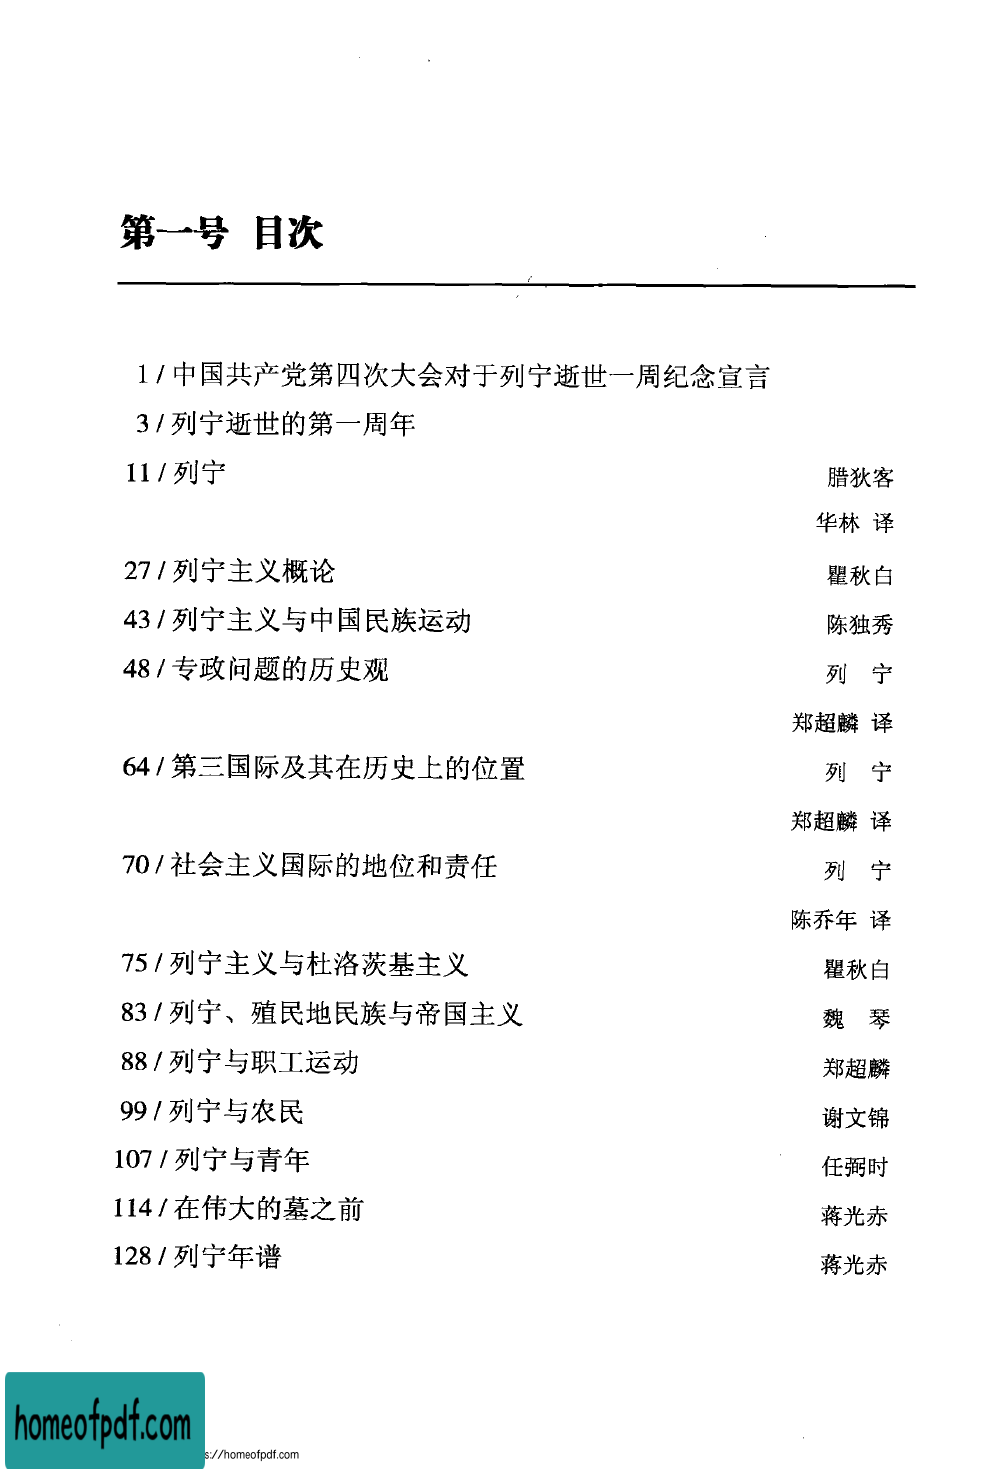 第一号 目次
1 / 中国共产党第四次大会对于列宁逝世一周纪念宣言
3 / 列宁逝世的第一周年
11 / 列宁 腊狄客
华林 译
27 / 列宁主义概论 瞿秋白
43 / 列宁主义与中国民族运动 陈独秀
48 / 专政问题的历史观 列 宁
郑超麟 译
64 / 第三国际及其在历史上的位置 列 宁
郑超麟 译
70 / 社会主义国际的地位和责任 列 宁
陈乔年 译
75 / 列宁主义与杜洛茨基主义 瞿秋白
83 / 列宁、殖民地民族与帝国主义 魏 琴
88 / 列宁与职工运动 郑超麟
99 / 列宁与农民 谢文锦
107 / 列宁与青年 任弼时
114 / 在伟大的墓之前 蒋光赤
128 / 列宁年谱 蒋光赤
homeofpdf.com
s://homeofpdf.com